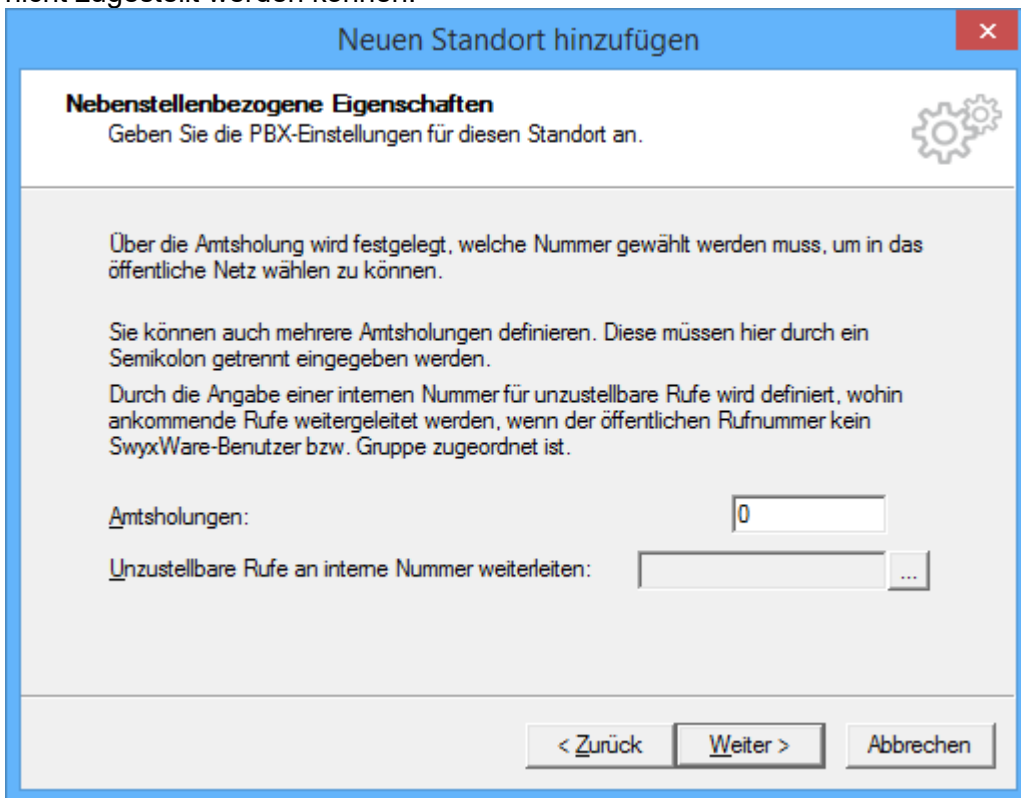 nicht zugestellt werden können.
Neuen Standort hinzufügen
Nebenstellenbezogene Eigenschaften
Geben Sie die PBX-Einstellungen für diesen Standort an.
Über die Amtsholung wird festgelegt, welche Nummer gewählt werden muss, um in das
öffentliche Netz wählen zu können.
Sie können auch mehrere Amtsholungen definieren. Diese müssen hier durch ein
Semikolon getrennt eingegeben werden.
Durch die Angabe einer internen Nummer für unzustellbare Rufe wird definiert, wohin
ankommende Rufe weitergeleitet werden, wenn der öffentlichen Rufnummer kein
SwyxWare-Benutzer bzw. Gruppe zugeordnet ist.
Amtsholungen: 0
Unzustellbare Rufe an interne Nummer weiterleiten: ...
< Zurück Weiter > Abbrechen